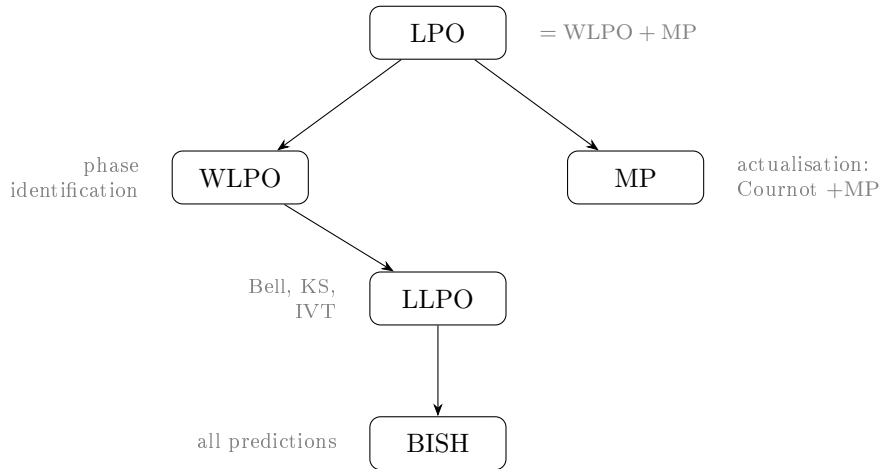 LPO
= WLPO + MP
phase
identification
WLPO
MP
actualisation:
Cournot +MP
Bell, KS,
IVT
LLPO
all predictions
BISH